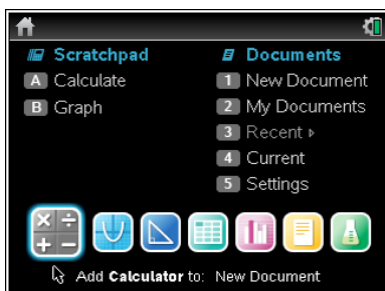 Scratchpad
A Calculate
B Graph
Documents
1 New Document
2 My Documents
3 Recent ▸
4 Current
5 Settings
Add Calculator to: New Document